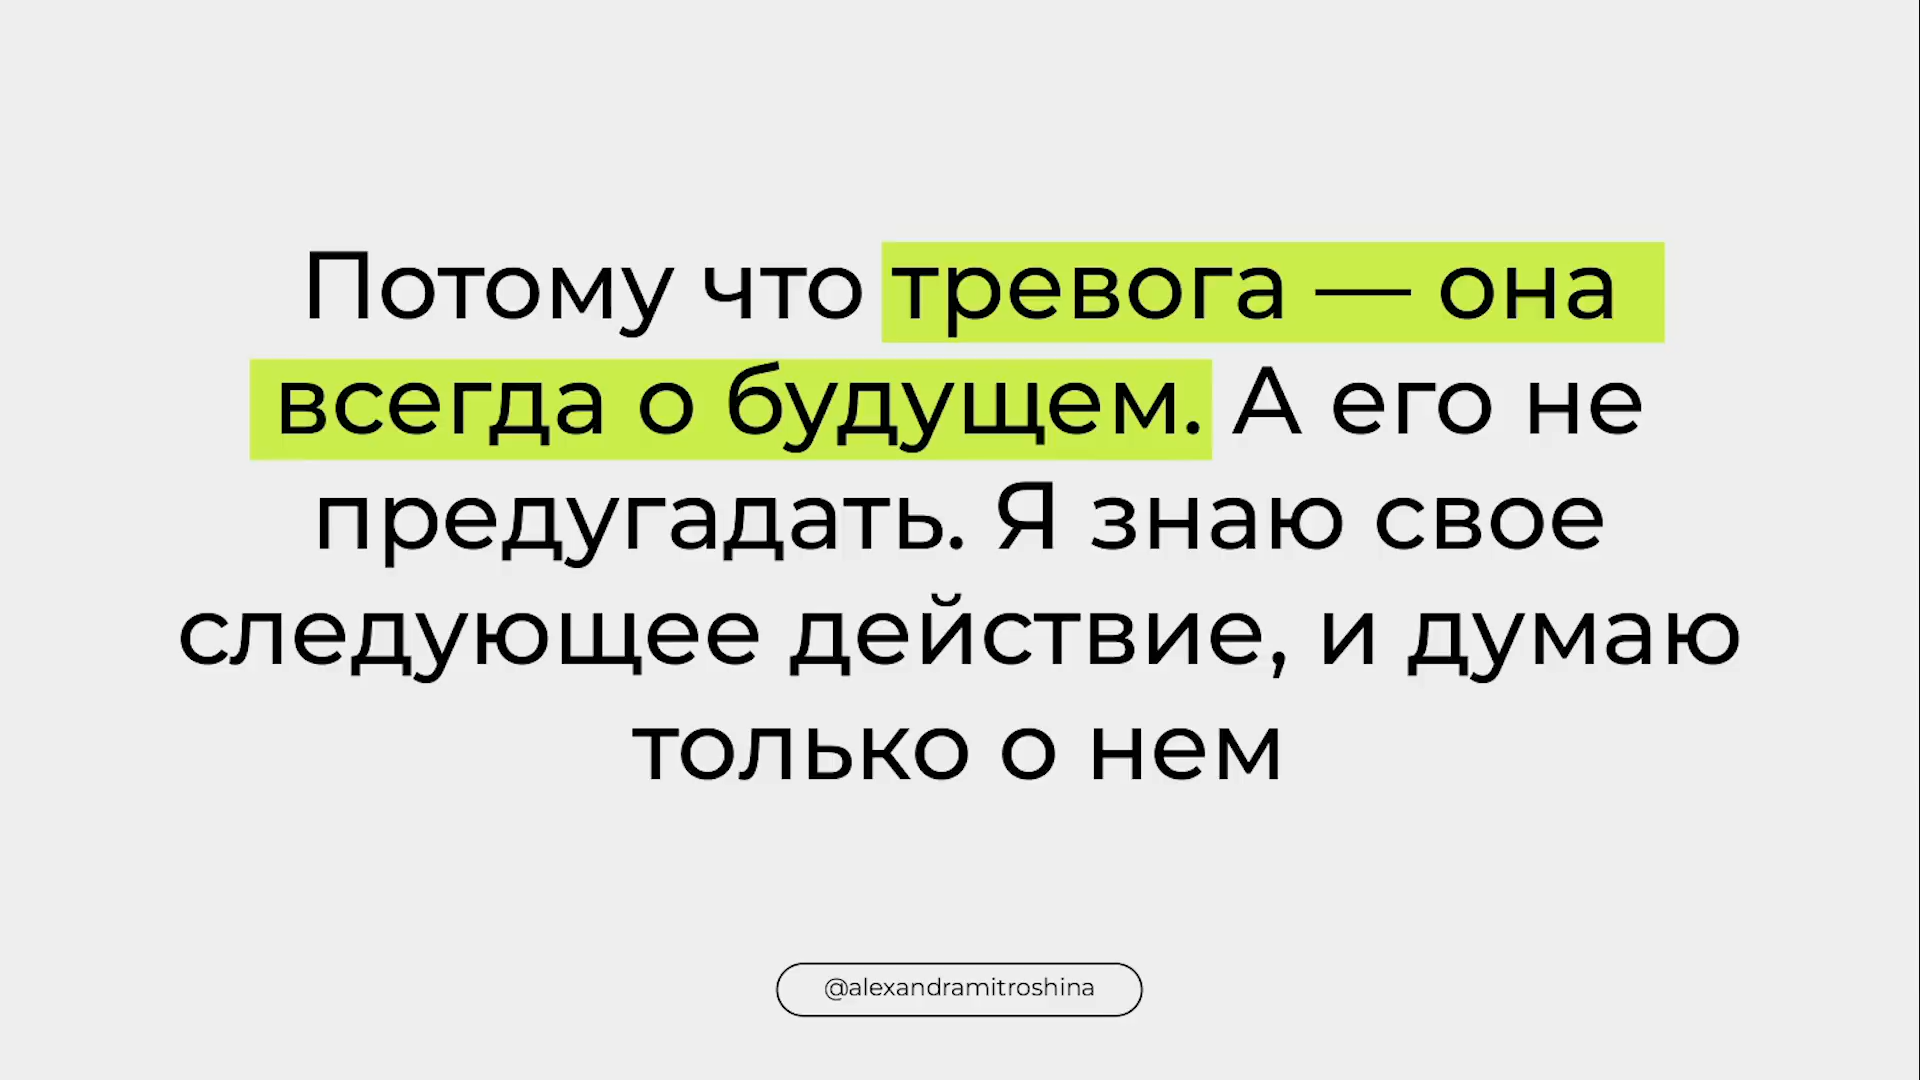 Потому что тревога — она
всегда о будущем. А его не
предугадать. Я знаю свое
следующее действие, и думаю
только о нем
@alexandramitroshina